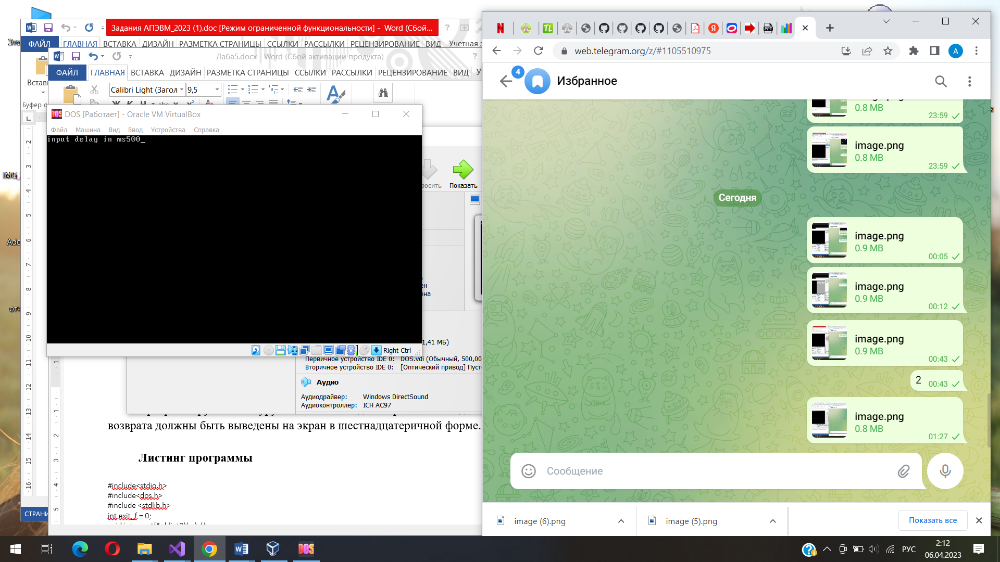 Задания АПЭВМ_2023 (1).doc [Режим ограниченной функциональности] - Word (Сбой...
ФАЙЛ ГЛАВНАЯ ВСТАВКА ДИЗАЙН РАЗМЕТКА СТРАНИЦЫ ССЫЛКИ РАССЫЛКИ РЕЦЕНЗИРОВАНИЕ ВИД Учетная з
Лаба5.docx - Word (Сбой активации продукта)
ФАЙЛ ГЛАВНАЯ ВСТАВКА ДИЗАЙН РАЗМЕТКА СТРАНИЦЫ ССЫЛКИ РАССЫЛКИ РЕЦЕНЗИРОВАНИЕ ВИД
Calibri Light (Загол 9,5
DOS [Работает] - Oracle VM VirtualBox
Файл Машина Вид Ввод Устройства Справка
input delay in ms500_
Показать
1,41 МБ)
Right Ctrl
Первичное устройство IDE 0: DOS.vdi (Обычный, 500,00
Вторичное устройство IDE 0: [Оптический привод] Пусто
Аудио
Аудиодрайвер: Windows DirectSound
Аудиоконтроллер: ICH AC97
возврата должны быть выведены на экран в шестнадцатеричной форме.
Листинг программы
#include<stdio.h>
#include<dos.h>
#include <stdlib.h>
int exit_f = 0;
web.telegram.org/z/#1105510975
A
4
Избранное
0.8 MB
23:59
image.png
0.8 MB
23:59
Сегодня
image.png
0.9 MB
00:05
image.png
0.9 MB
00:12
image.png
0.9 MB
00:43
2 00:43
image.png
0.8 MB
01:27
Сообщение
image (6).png
image (5).png
Показать все
РУС
2:12
06.04.2023